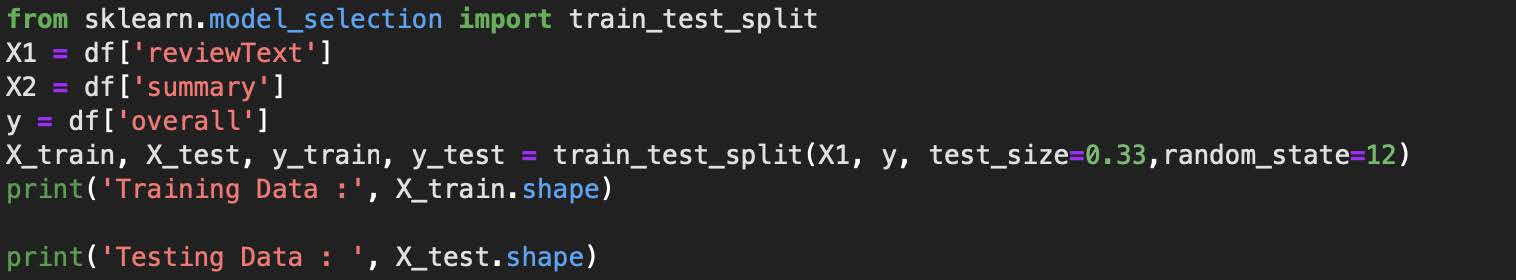 from sklearn.model_selection import train_test_split
X1 = df['reviewText']
X2 = df['summary']
y = df['overall']
X_train, X_test, y_train, y_test = train_test_split(X1, y, test_size=0.33,random_state=12)
print('Training Data :', X_train.shape)
print('Testing Data : ', X_test.shape)